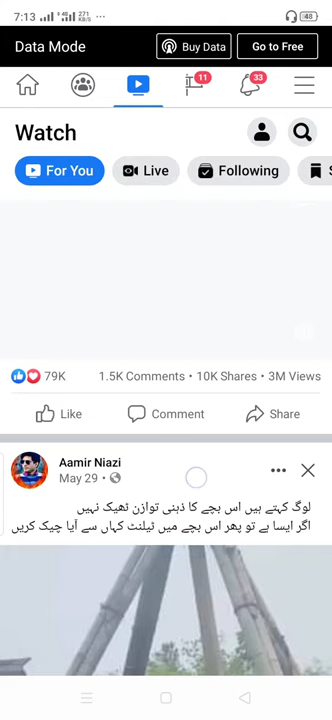 7:13
271
KB/S
48
Data Mode
Buy Data
Go to Free
11
33
Watch
For You
Live
Following
79K
1.5K Comments • 10K Shares • 3M Views
Like
Comment
Share
Aamir Niazi
May 29 •
لوگ کہتے ہیں اس بچے کا ذہنی توازن ٹھیک نہیں
اگر ایسا ہے تو پھر اس بچے میں ٹیلنٹ کہاں سے آیا چیک کریں